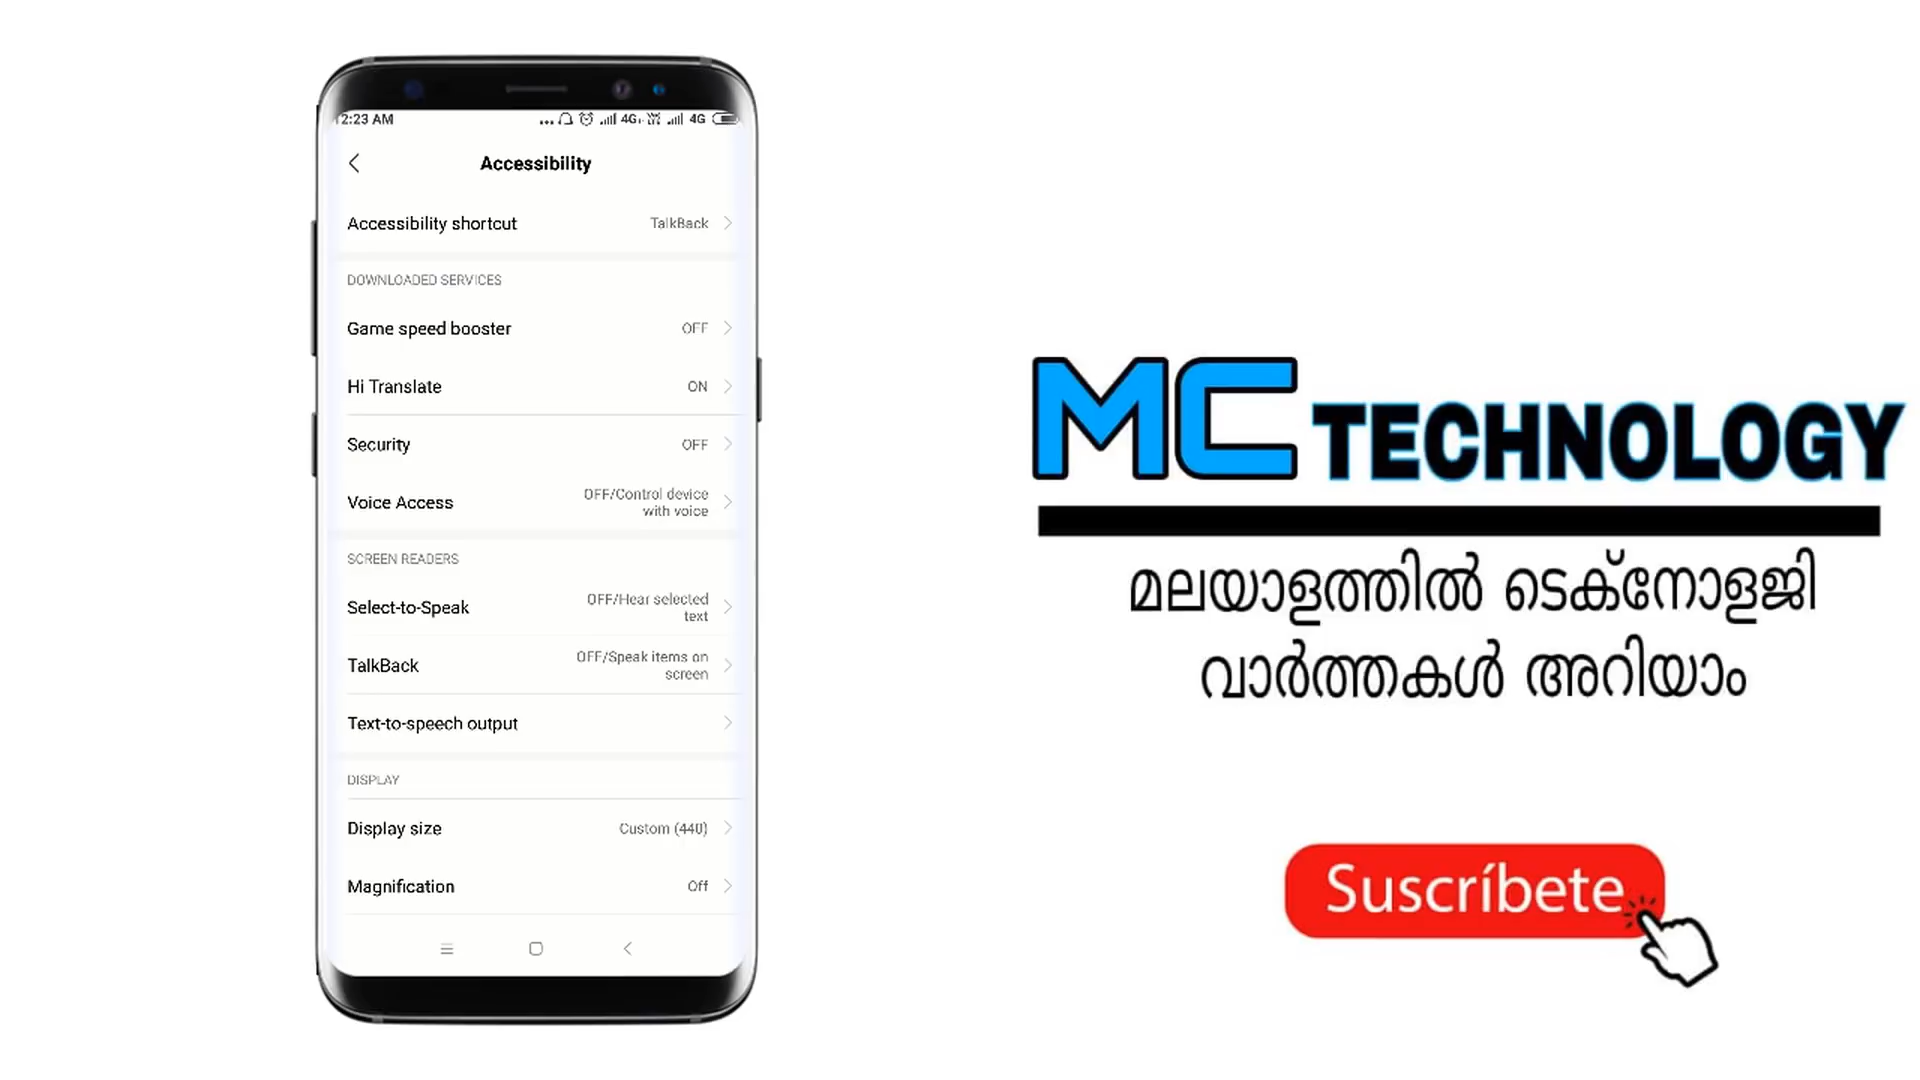 12:23 AM
4G 4G
Accessibility
Accessibility shortcut TalkBack
DOWNLOADED SERVICES
Game speed booster OFF
Hi Translate ON
Security OFF
Voice Access OFF/Control device
with voice
SCREEN READERS
Select-to-Speak OFF/Hear selected
text
TalkBack OFF/Speak items on
screen
Text-to-speech output
DISPLAY
Display size Custom (440)
Magnification Off
MC TECHNOLOGY
മലയാളത്തിൽ ടെക്നോളജി
വാർത്തകൾ അറിയാം
Suscríbete